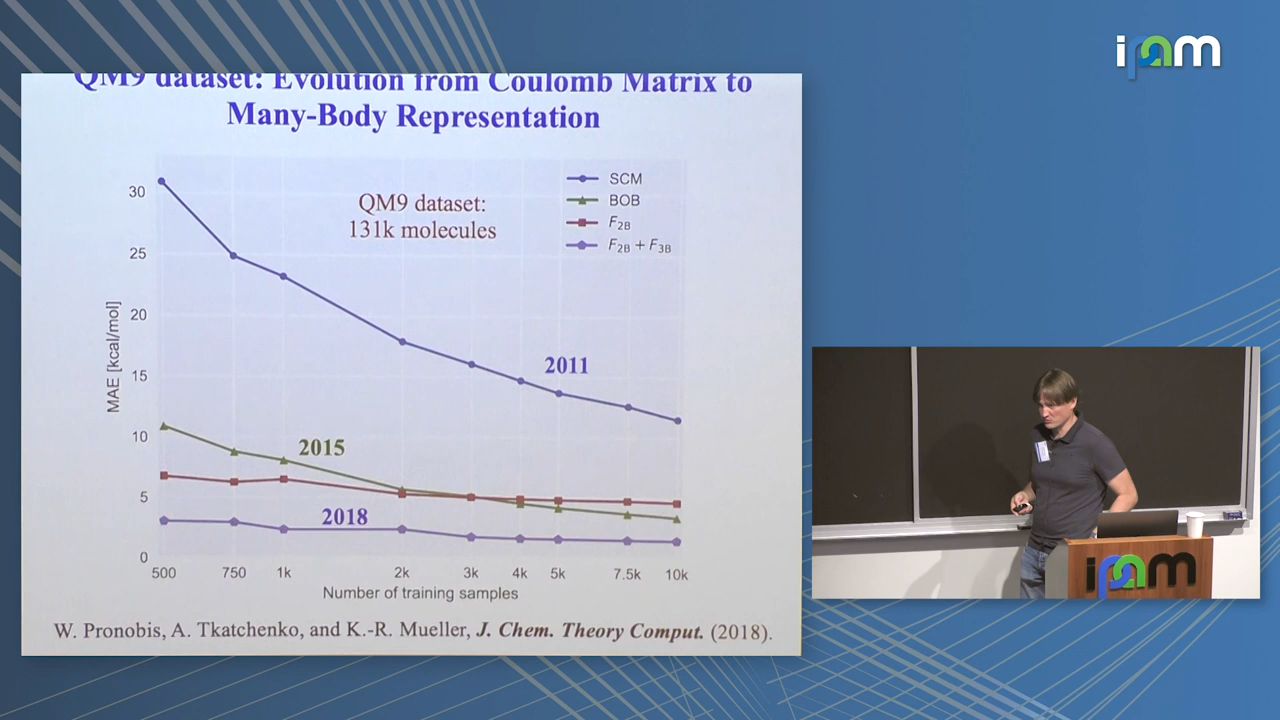 ipam
QM9 dataset: Evolution from Coulomb Matrix to
Many-Body Representation
SCM
BOB
F2B
F2B + F3B
QM9 dataset:
131k molecules
30
25
20
15
10
5
0
MAE [kcal/mol]
2011
2015
2018
500 750 1k 2k 3k 4k 5k 7.5k 10k
Number of training samples
W. Pronobis, A. Tkatchenko, and K.-R. Mueller, J. Chem. Theory Comput. (2018).
ipam